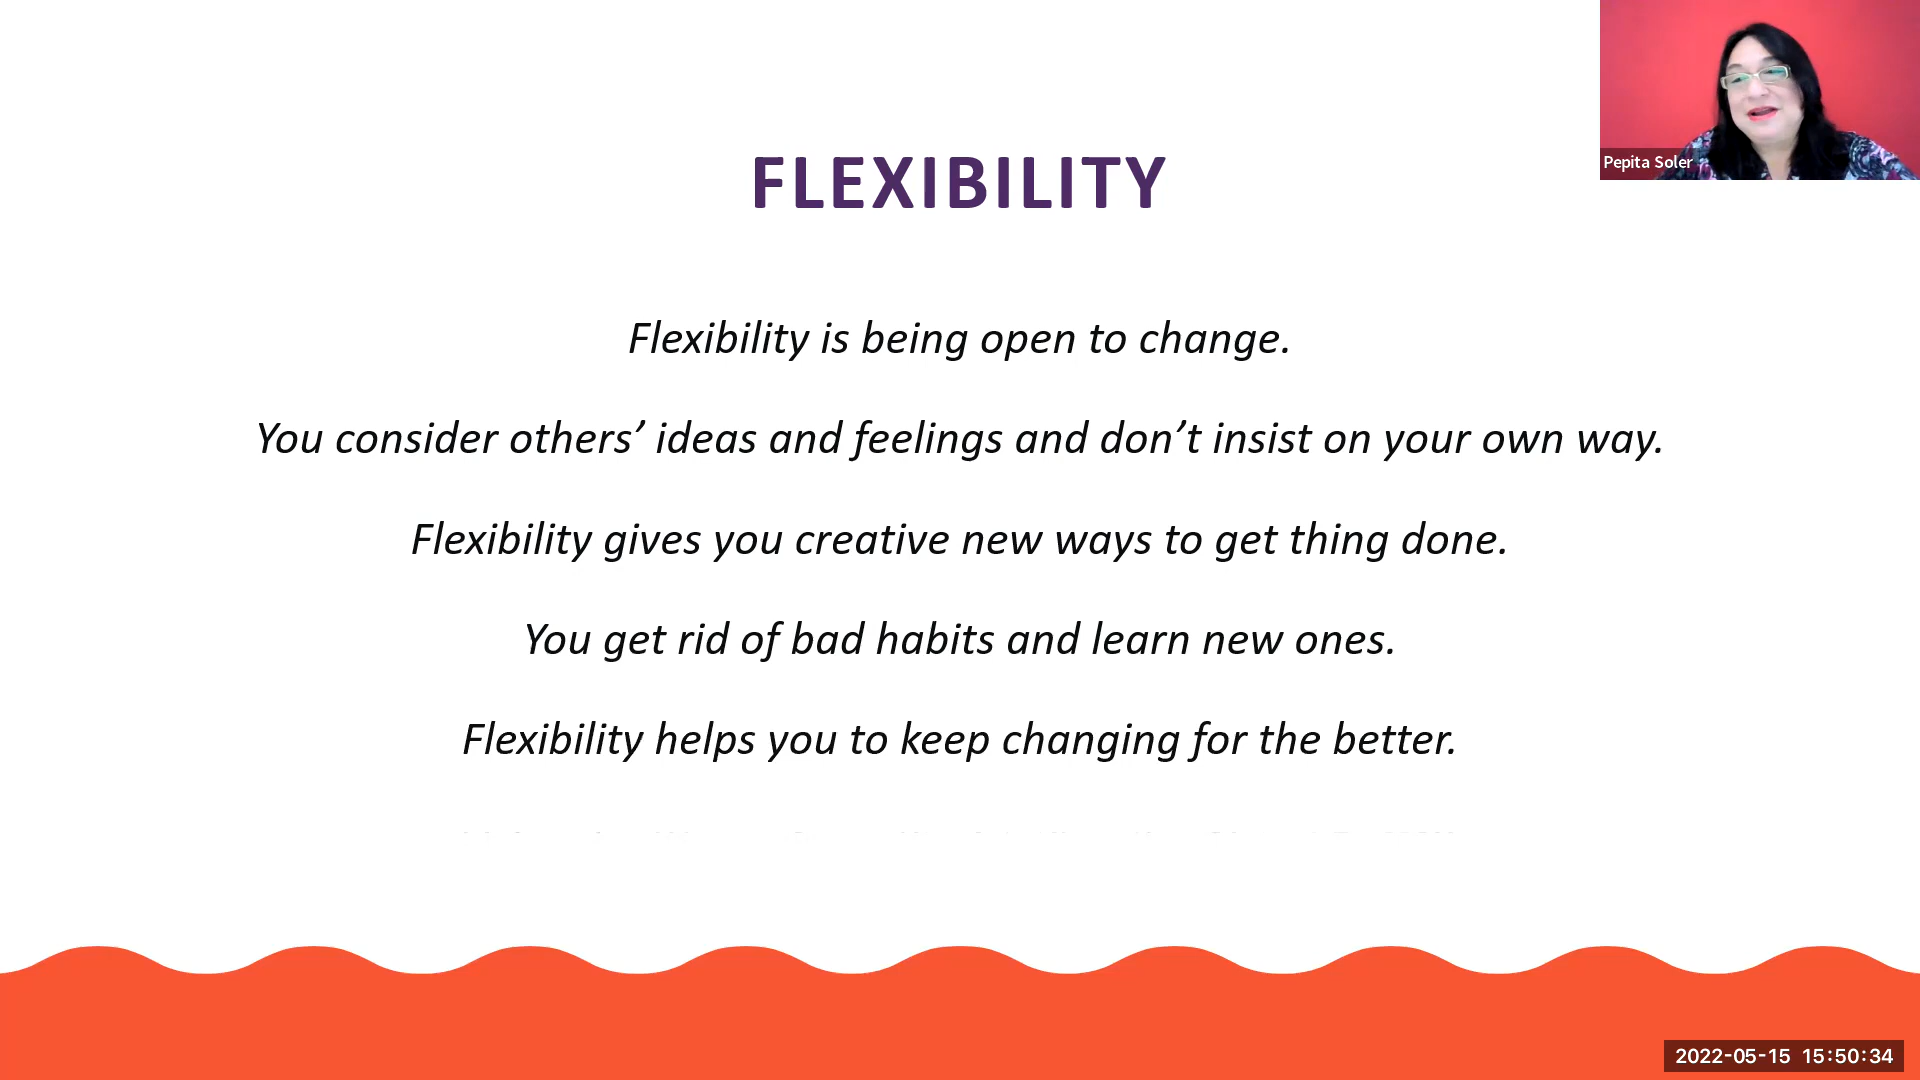 FLEXIBILITY
Pepita Soler
Flexibility is being open to change.
You consider others’ ideas and feelings and don’t insist on your own way.
Flexibility gives you creative new ways to get thing done.
You get rid of bad habits and learn new ones.
Flexibility helps you to keep changing for the better.
2022-05-15 15:50:34